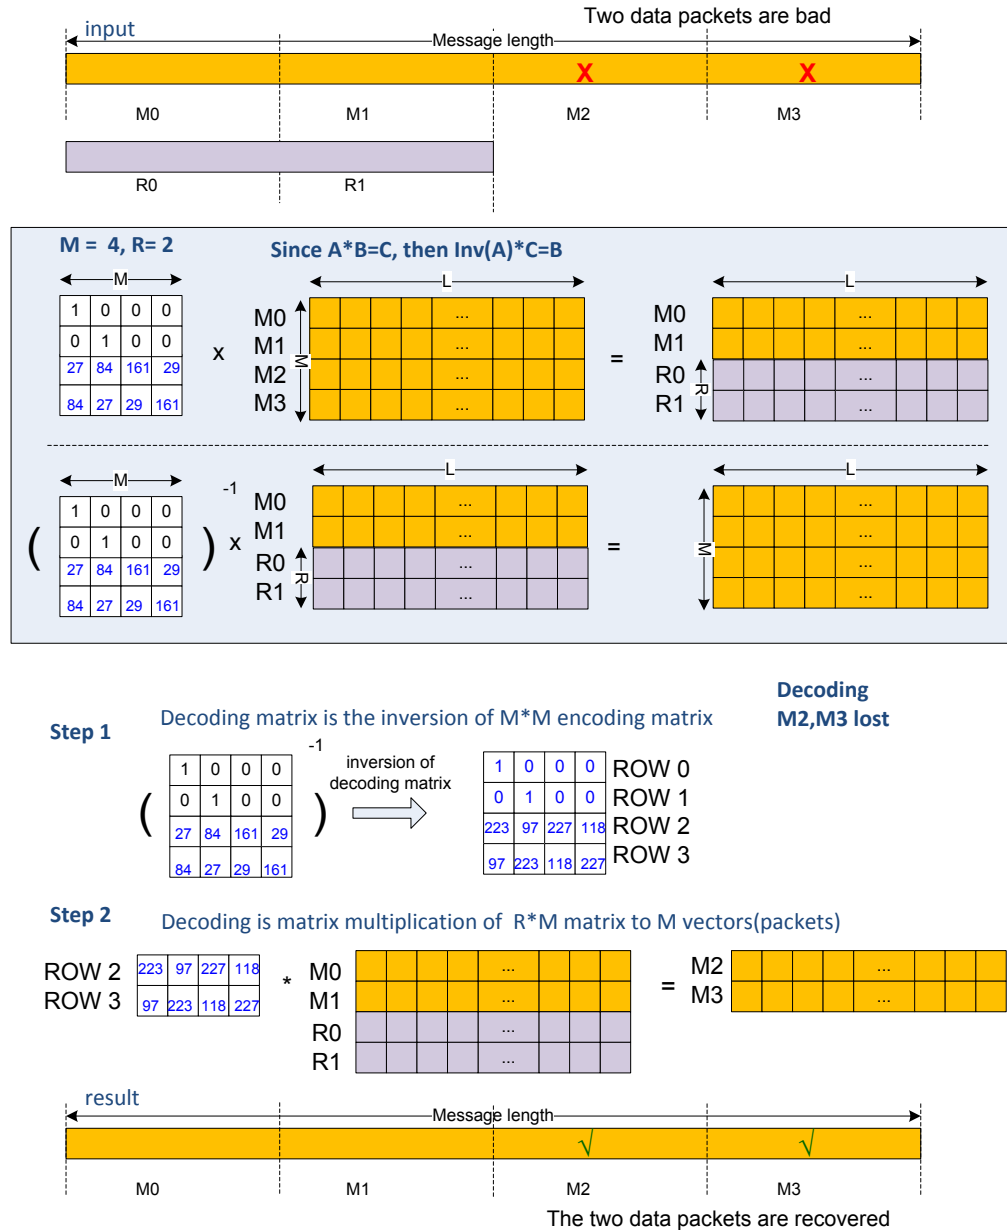 Two data packets are bad
input
Message length
X X
M0 M1 M2 M3
R0 R1
M = 4, R= 2 Since A*B=C, then Inv(A)*C=B
M L L
1 0 0 0
0 1 0 0
27 84 161 29
84 27 29 161
x
M0
M1
M2
M3
M
...
...
...
...
=
M0
M1
R0
R1
R
...
...
...
...
M L L
(
1 0 0 0
0 1 0 0
27 84 161 29
84 27 29 161
)
-1
x
M0
M1
R0
R1
R
...
...
...
...
=
M
...
...
...
...
Decoding
M2,M3 lost
Step 1 Decoding matrix is the inversion of M*M encoding matrix
(
1 0 0 0
0 1 0 0
27 84 161 29
84 27 29 161
)
-1
inversion of
decoding matrix
1 0 0 0 ROW 0
0 1 0 0 ROW 1
223 97 227 118 ROW 2
97 223 118 227 ROW 3
Step 2 Decoding is matrix multiplication of R*M matrix to M vectors(packets)
ROW 2 223 97 227 118
ROW 3 97 223 118 227
*
M0 ...
M1 ...
R0 ...
R1 ...
=
M2 ...
M3 ...
result
Message length
√ √
M0 M1 M2 M3
The two data packets are recovered